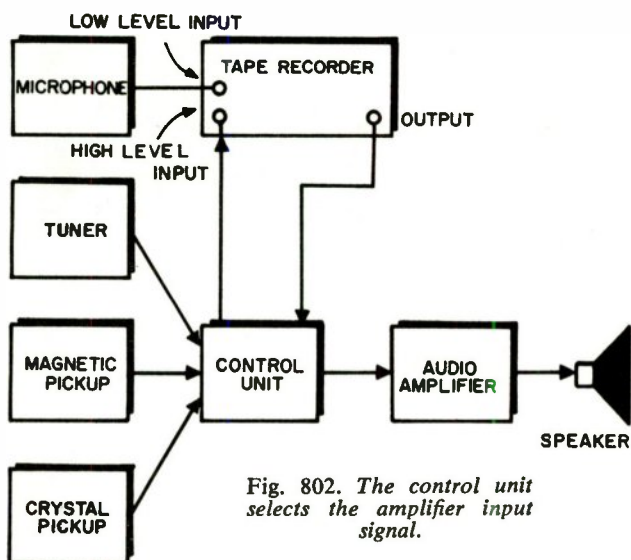 LOW LEVEL INPUT
MICROPHONE
TAPE RECORDER
OUTPUT
HIGH LEVEL
INPUT
TUNER
MAGNETIC
PICKUP
CONTROL
UNIT
AUDIO
AMPLIFIER
SPEAKER
CRYSTAL
PICKUP
Fig. 802. The control unit
selects the amplifier input
signal.